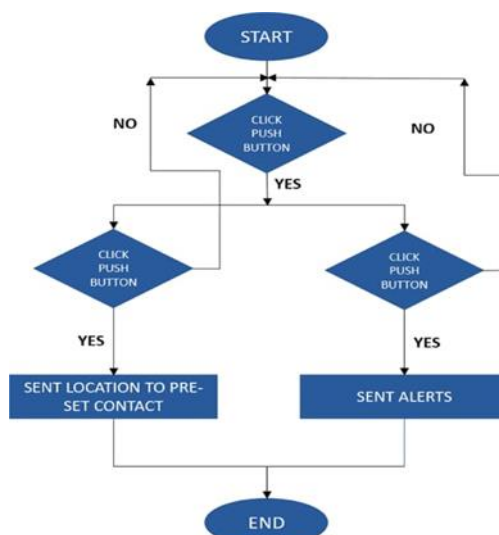 START
NO
NO
CLICK
PUSH
BUTTON
YES
CLICK
PUSH
BUTTON
CLICK
PUSH
BUTTON
YES
YES
SENT LOCATION TO PRE-
SET CONTACT
SENT ALERTS
END